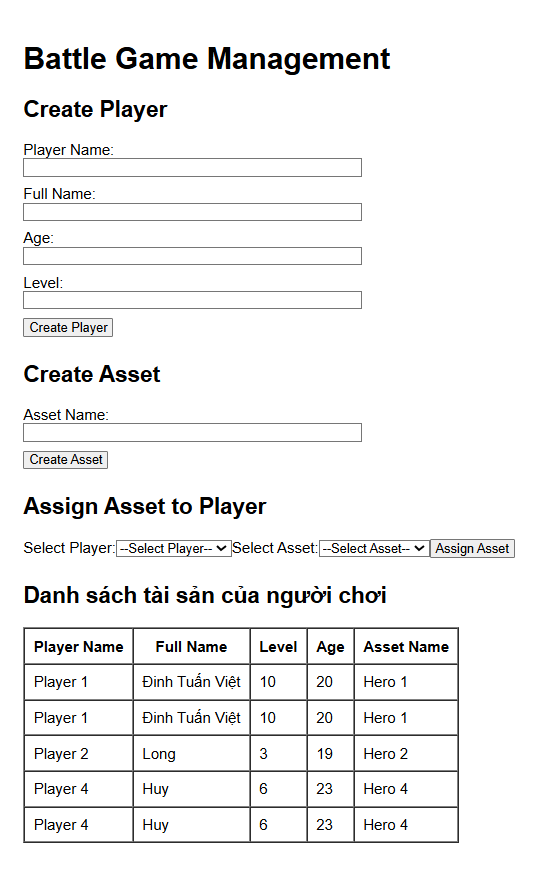 Battle Game Management
Create Player
Player Name:
Full Name:
Age:
Level:
Create Player
Create Asset
Asset Name:
Create Asset
Assign Asset to Player
Select Player: --Select Player-- Select Asset: --Select Asset-- Assign Asset
Danh sách tài sản của người chơi
Player Name Full Name Level Age Asset Name
Player 1 Đinh Tuấn Việt 10 20 Hero 1
Player 1 Đinh Tuấn Việt 10 20 Hero 1
Player 2 Long 3 19 Hero 2
Player 4 Huy 6 23 Hero 4
Player 4 Huy 6 23 Hero 4